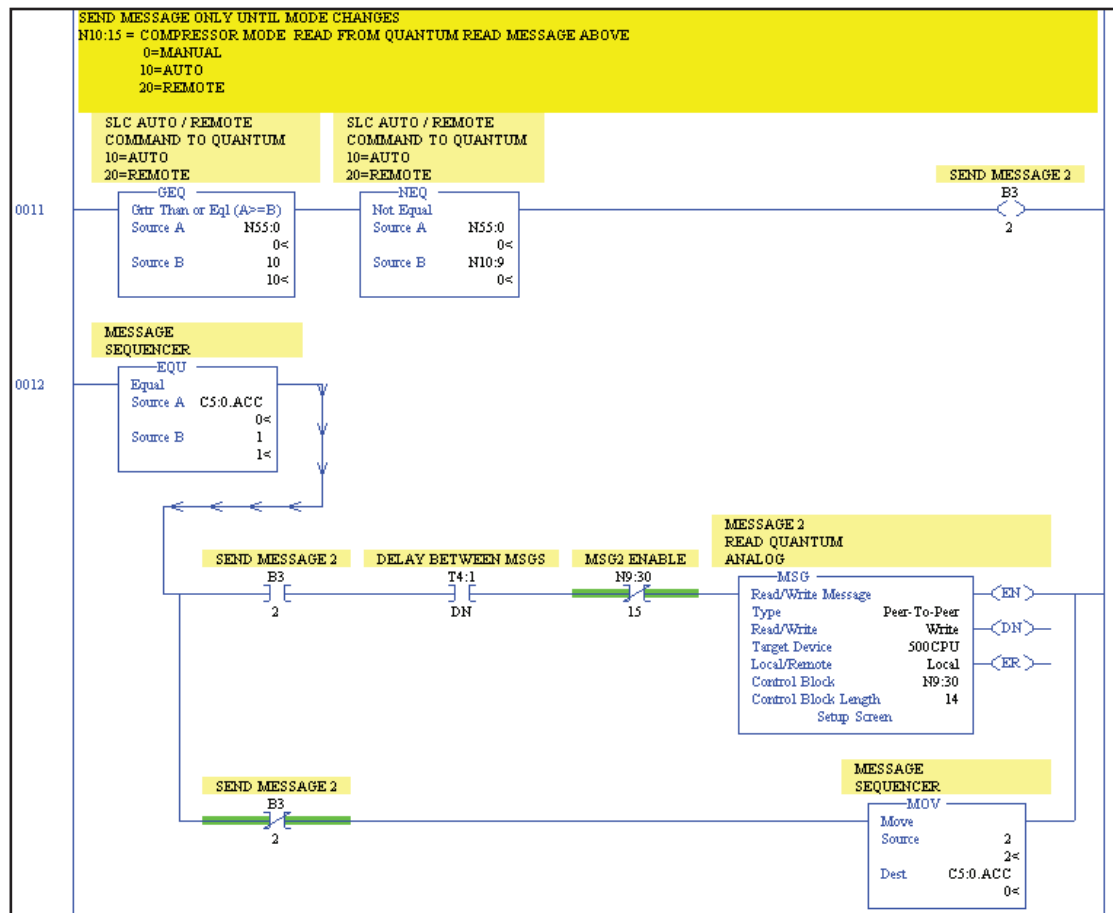 SEND MESSAGE ONLY UNTIL MODE CHANGES
N10:15 = COMPRESSOR MODE READ FROM QUANTUM READ MESSAGE ABOVE
0=MANUAL
10=AUTO
20=REMOTE
SLC AUTO / REMOTE
COMMAND TO QUANTUM
10=AUTO
20=REMOTE
SLC AUTO / REMOTE
COMMAND TO QUANTUM
10=AUTO
20=REMOTE
SEND MESSAGE 2
0011
GEQ
Grtr Than or Eql (A>=B)
Source A N55:0
0<
Source B 10
10<
NEQ
Not Equal
Source A N55:0
0<
Source B N10:9
0<
B3
2
MESSAGE
SEQUENCER
0012
EQU
Equal
Source A C5:0.ACC
0<
Source B 1
1<
SEND MESSAGE 2
B3
2
DELAY BETWEEN MSGS
T4:1
DN
MSG2 ENABLE
N9:30
15
MESSAGE 2
READ QUANTUM
ANALOG
MSG
Read/Write Message
Type Peer-To-Peer
Read/Write Write
Target Device 500CPU
Local/Remote Local
Control Block N9:30
Control Block Length 14
Setup Screen
EN
DN
ER
SEND MESSAGE 2
B3
2
MESSAGE
SEQUENCER
MOV
Move
Source 2
2<
Dest C5:0.ACC
0<